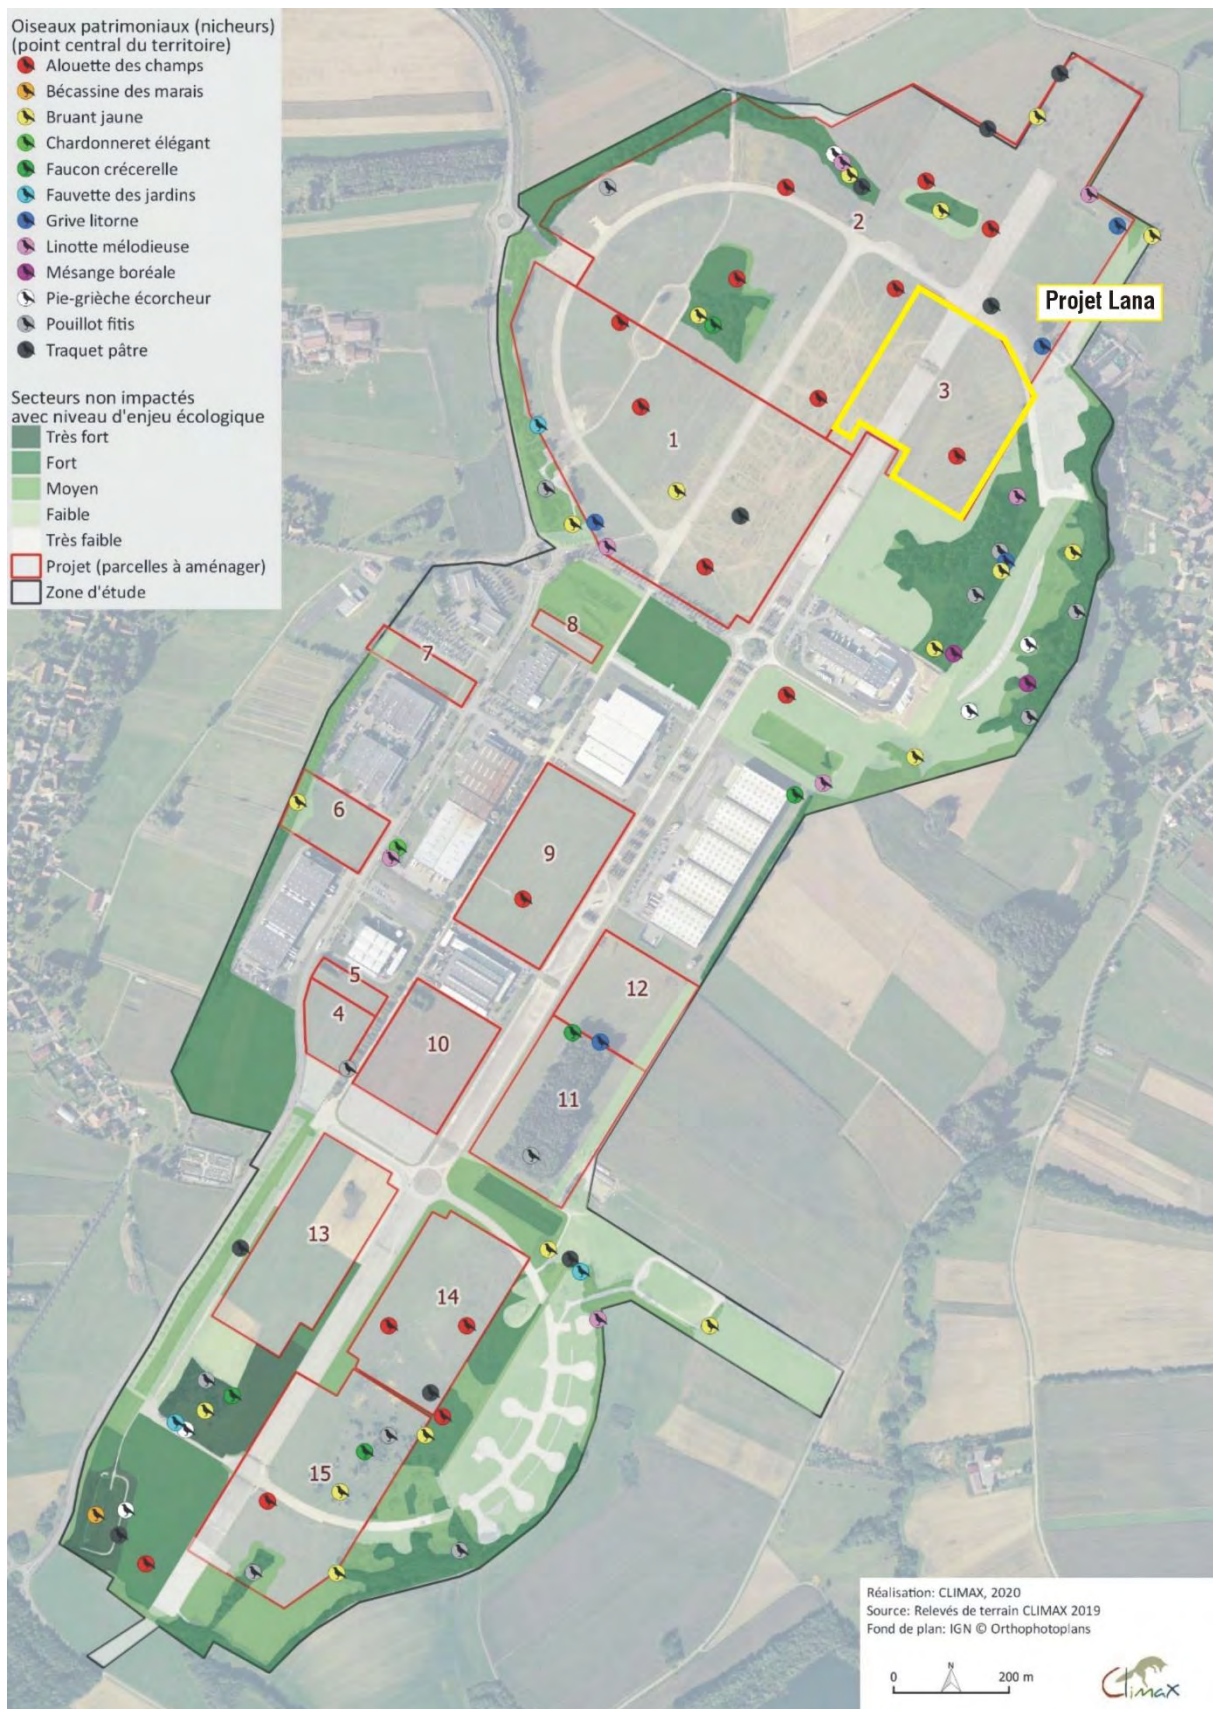 Oiseaux patrimoniaux (nicheurs)
(point central du territoire)
Alouette des champs
Bécassine des marais
Bruant jaune
Chardonneret élégant
Faucon crécerelle
Fauvette des jardins
Grive litorne
Linotte mélodieuse
Mésange boréale
Pie-grièche écorcheur
Pouillot fitis
Traquet pâtre
Secteurs non impactés
avec niveau d'enjeu écologique
Très fort
Fort
Moyen
Faible
Très faible
Projet (parcelles à aménager)
Zone d'étude
2
Projet Lana
3
1
8
7
6
9
5
4
12
10
11
13
14
15
Réalisation: CLIMAX, 2020
Source: Relevés de terrain CLIMAX 2019
Fond de plan: IGN © Orthophotoplans
N
0 200 m
Climax